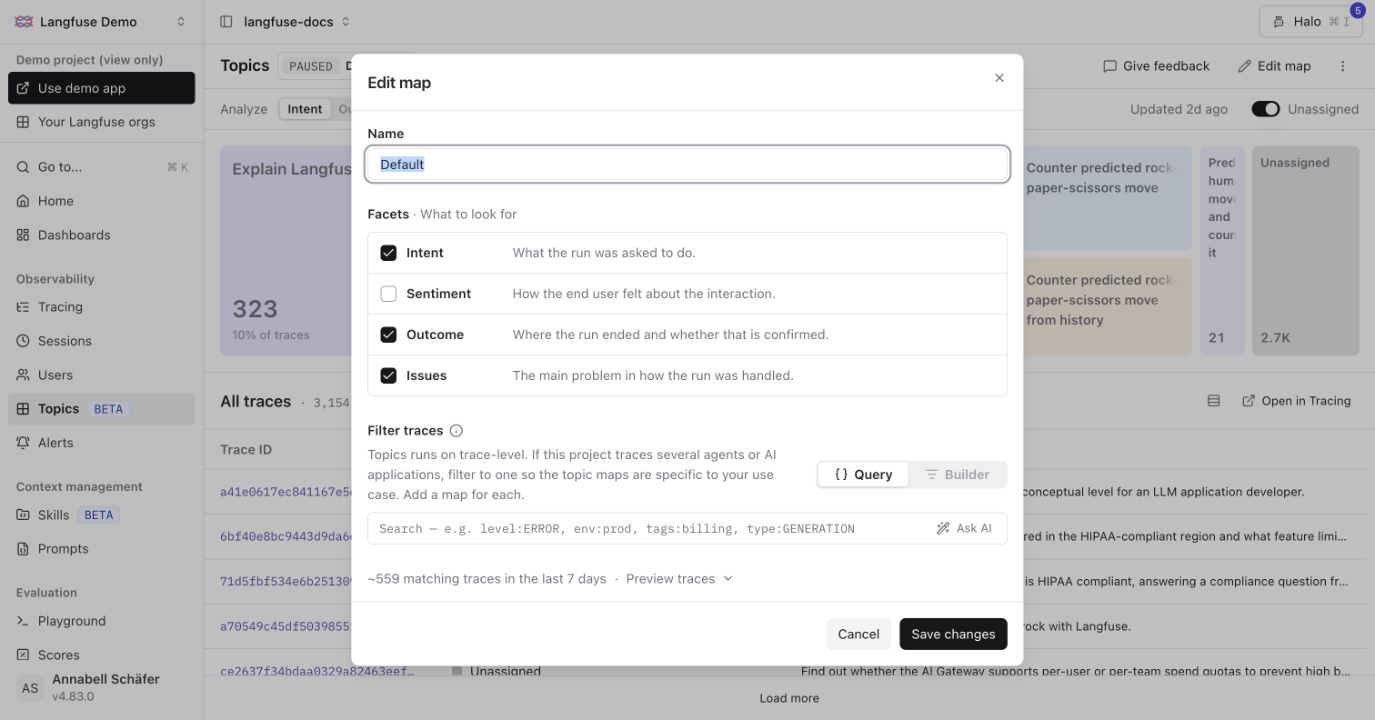 Langfuse Demo
langfuse-docs
Halo ⌘ I
5
Demo project (view only)
Use demo app
Your Langfuse orgs
Go to... ⌘ K
Home
Dashboards
Observability
Tracing
Sessions
Users
Topics BETA
Alerts
Context management
Skills BETA
Prompts
Evaluation
Playground
Scores
AS
Annabell Schäfer
v4.83.0
Topics PAUSED
Give feedback
Edit map
Analyze Intent
Updated 2d ago
Unassigned
Explain Langfus
323
10% of traces
Counter predicted rock-
paper-scissors move
Counter predicted rock-
paper-scissors move
from history
Pred
hum
move
and
cour
it
21
Unassigned
2.7K
All traces · 3,154
Open in Tracing
Trace ID
a41e0617ec841167e5
conceptual level for an LLM application developer.
6bf40e8bc9443d9da6
red in the HIPAA-compliant region and what feature limi...
71d5fbf534e6b25130
is HIPAA compliant, answering a compliance question fr...
a70549c45df5039855
rock with Langfuse.
ce2637f34bdaa0329a82463eef…
Unassigned
Find out whether the AI Gateway supports per-user or per-team spend quotas to prevent high b...
Load more
Edit map
Name
Default
Facets · What to look for
Intent What the run was asked to do.
Sentiment How the end user felt about the interaction.
Outcome Where the run ended and whether that is confirmed.
Issues The main problem in how the run was handled.
Filter traces
Topics runs on trace-level. If this project traces several agents or AI
applications, filter to one so the topic maps are specific to your use
case. Add a map for each.
{} Query
Builder
Search — e.g. level:ERROR, env:prod, tags:billing, type:GENERATION
Ask AI
~559 matching traces in the last 7 days · Preview traces
Cancel
Save changes